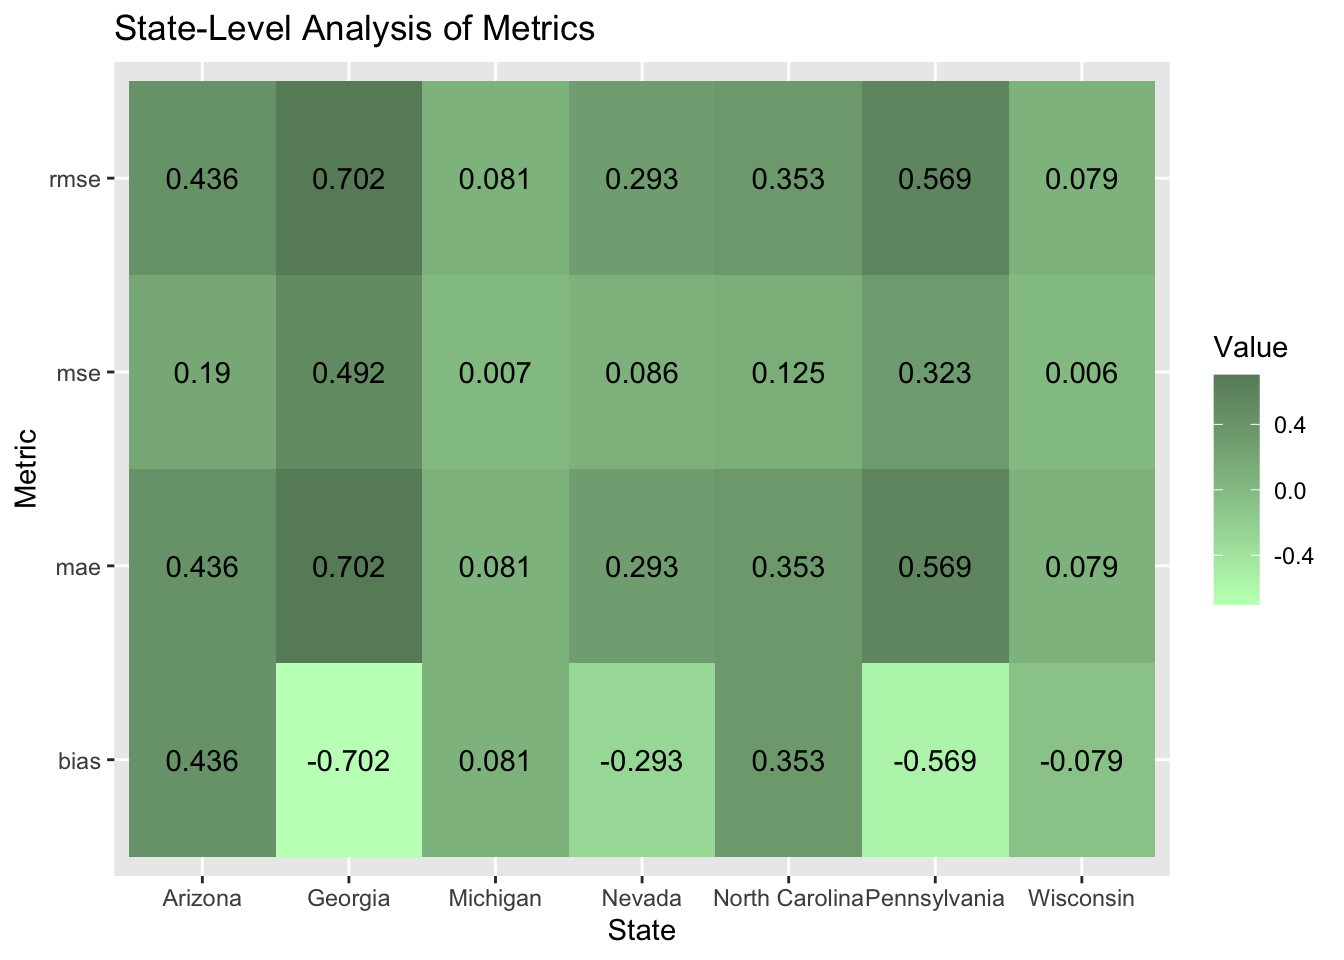 State-Level Analysis of Metrics
rmse 0.436 0.702 0.081 0.293 0.353 0.569 0.079
mse 0.19 0.492 0.007 0.086 0.125 0.323 0.006
mae 0.436 0.702 0.081 0.293 0.353 0.569 0.079
bias 0.436 -0.702 0.081 -0.293 0.353 -0.569 -0.079
Arizona Georgia Michigan Nevada North Carolina Pennsylvania Wisconsin
State
Metric
Value
0.4
0.0
-0.4